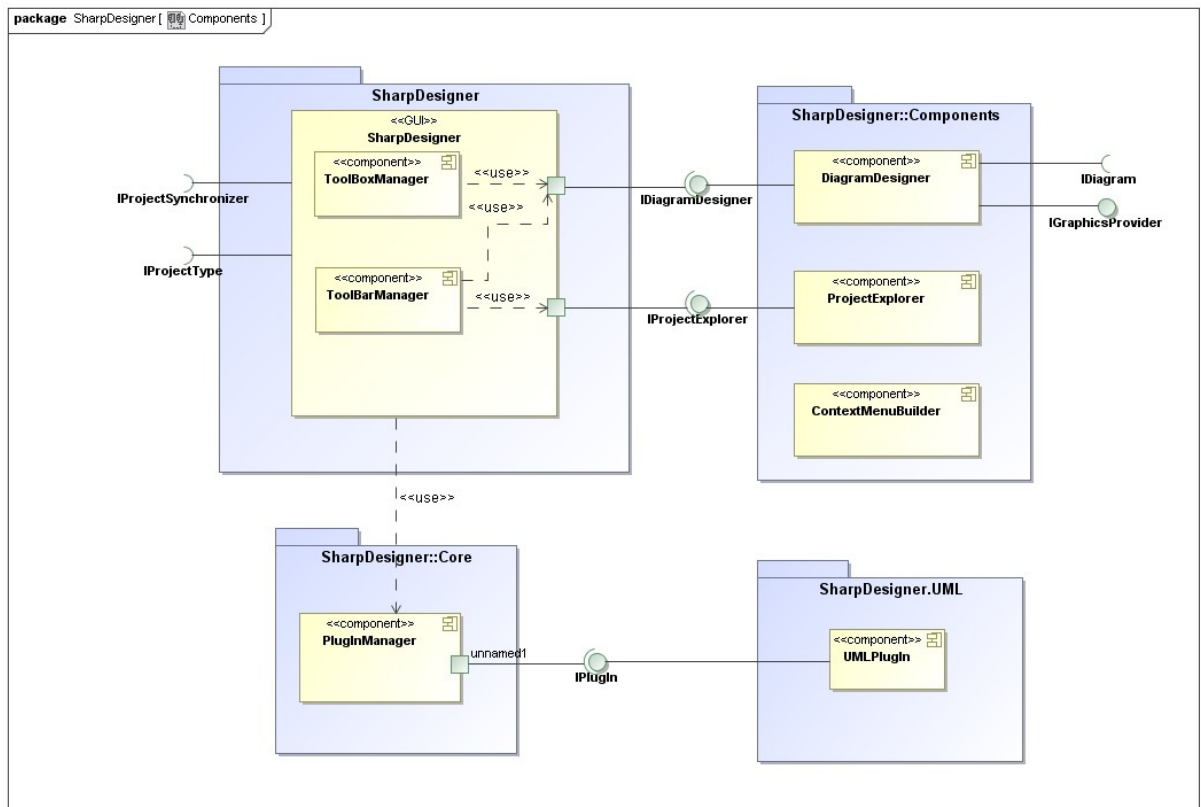 package SharpDesigner [ Components ]
SharpDesigner
<<GUI>>
SharpDesigner
<<component>>
ToolBoxManager
<<use>>
<<use>>
<<component>>
ToolBarManager
<<use>>
IProjectSynchronizer
IProjectType
IDiagramDesigner
IProjectExplorer
SharpDesigner::Components
<<component>>
DiagramDesigner
IDiagram
IGraphicsProvider
<<component>>
ProjectExplorer
<<component>>
ContextMenuBuilder
<<use>>
SharpDesigner::Core
<<component>>
PlugInManager
unnamed1
IPlugIn
SharpDesigner.UML
<<component>>
UMLPlugIn